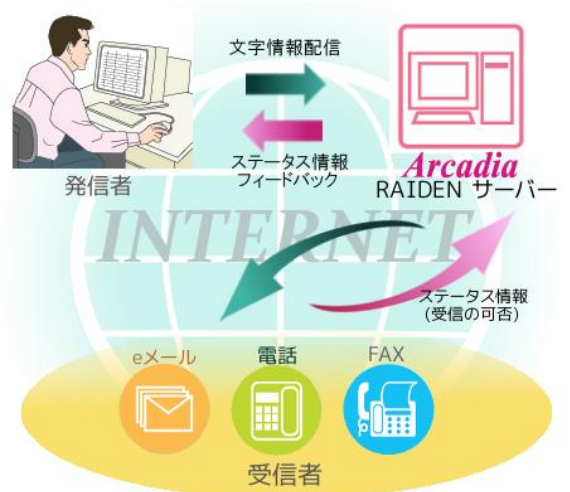 文字情報配信
ステータス情報
フィードバック
発信者
Arcadia
RAIDEN サーバー
INTERNET
ステータス情報
(受信の可否)
eメール
電話
FAX
受信者